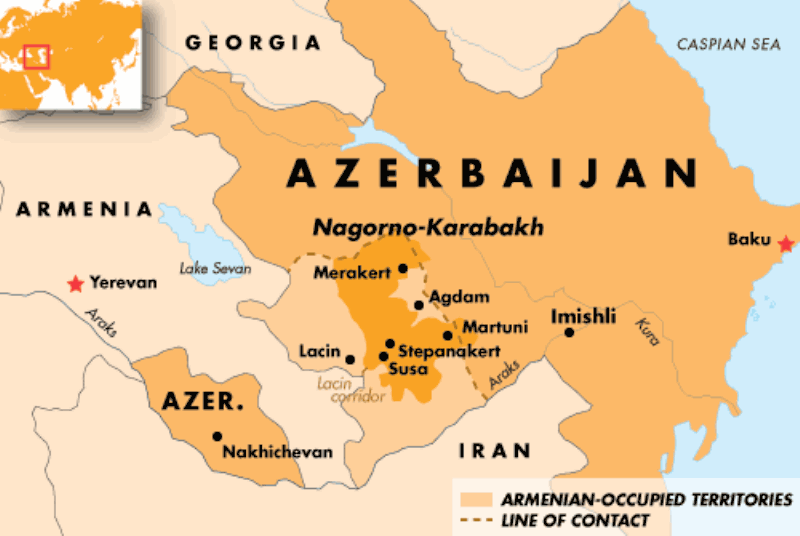 GEORGIA
CASPIAN SEA
AZERBAIJAN
ARMENIA
Nagorno-Karabakh
Baku
Lake Sevan
Merakert
Yerevan
Agdam
Araks
Imishli
Martuni
Kura
Lacin
Stepanakert
Susa
Araks
Lacin
corridor
AZER.
Nakhichevan
IRAN
ARMENIAN-OCCUPIED TERRITORIES
LINE OF CONTACT